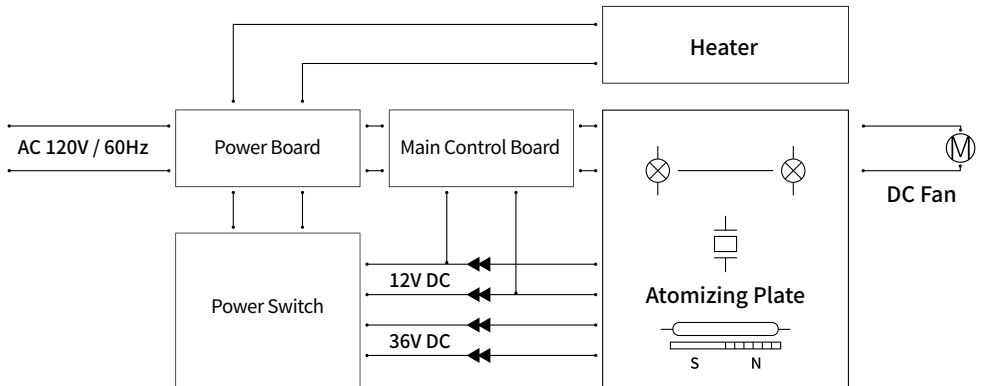 Heater
AC 120V / 60Hz
Power Board
Main Control Board
M
DC Fan
12V DC
Power Switch
Atomizing Plate
36V DC
S N